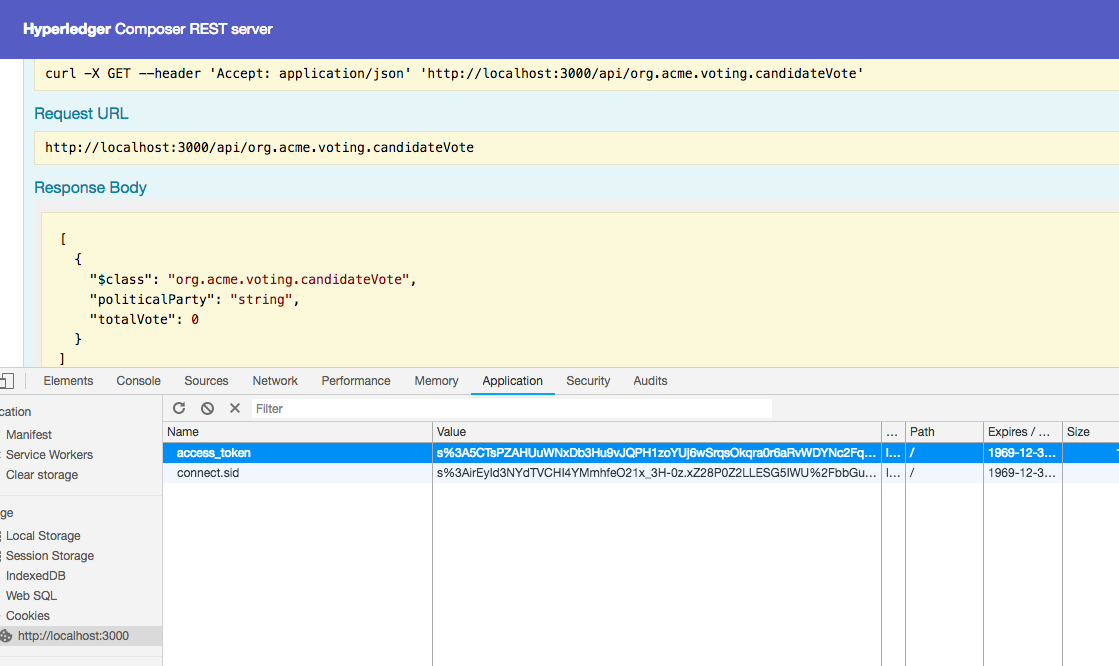 Hyperledger Composer REST server
curl -X GET --header 'Accept: application/json' 'http://localhost:3000/api/org.acme.voting.candidateVote'
Request URL
http://localhost:3000/api/org.acme.voting.candidateVote
Response Body
[
{
"$class": "org.acme.voting.candidateVote",
"politicalParty": "string",
"totalVote": 0
}
]
Elements Console Sources Network Performance Memory Application Security Audits
cation
Filter
Manifest
Service Workers
Clear storage
ge
Local Storage
Session Storage
IndexedDB
Web SQL
Cookies
http://localhost:3000
Name Value ... Path Expires / ... Size
access_token s%3A5CTsPZAHUuWNxDb3Hu9vJQPH1zoYUj6wSrqsOkqra0r6aRvWDYNc2Fq... l... / 1969-12-3...
connect.sid s%3AirEyId3NYdTVCHI4YMmhfeO21x_3H-0z.xZ28P0Z2LLESG5IWU%2FbbGu... l... / 1969-12-3...